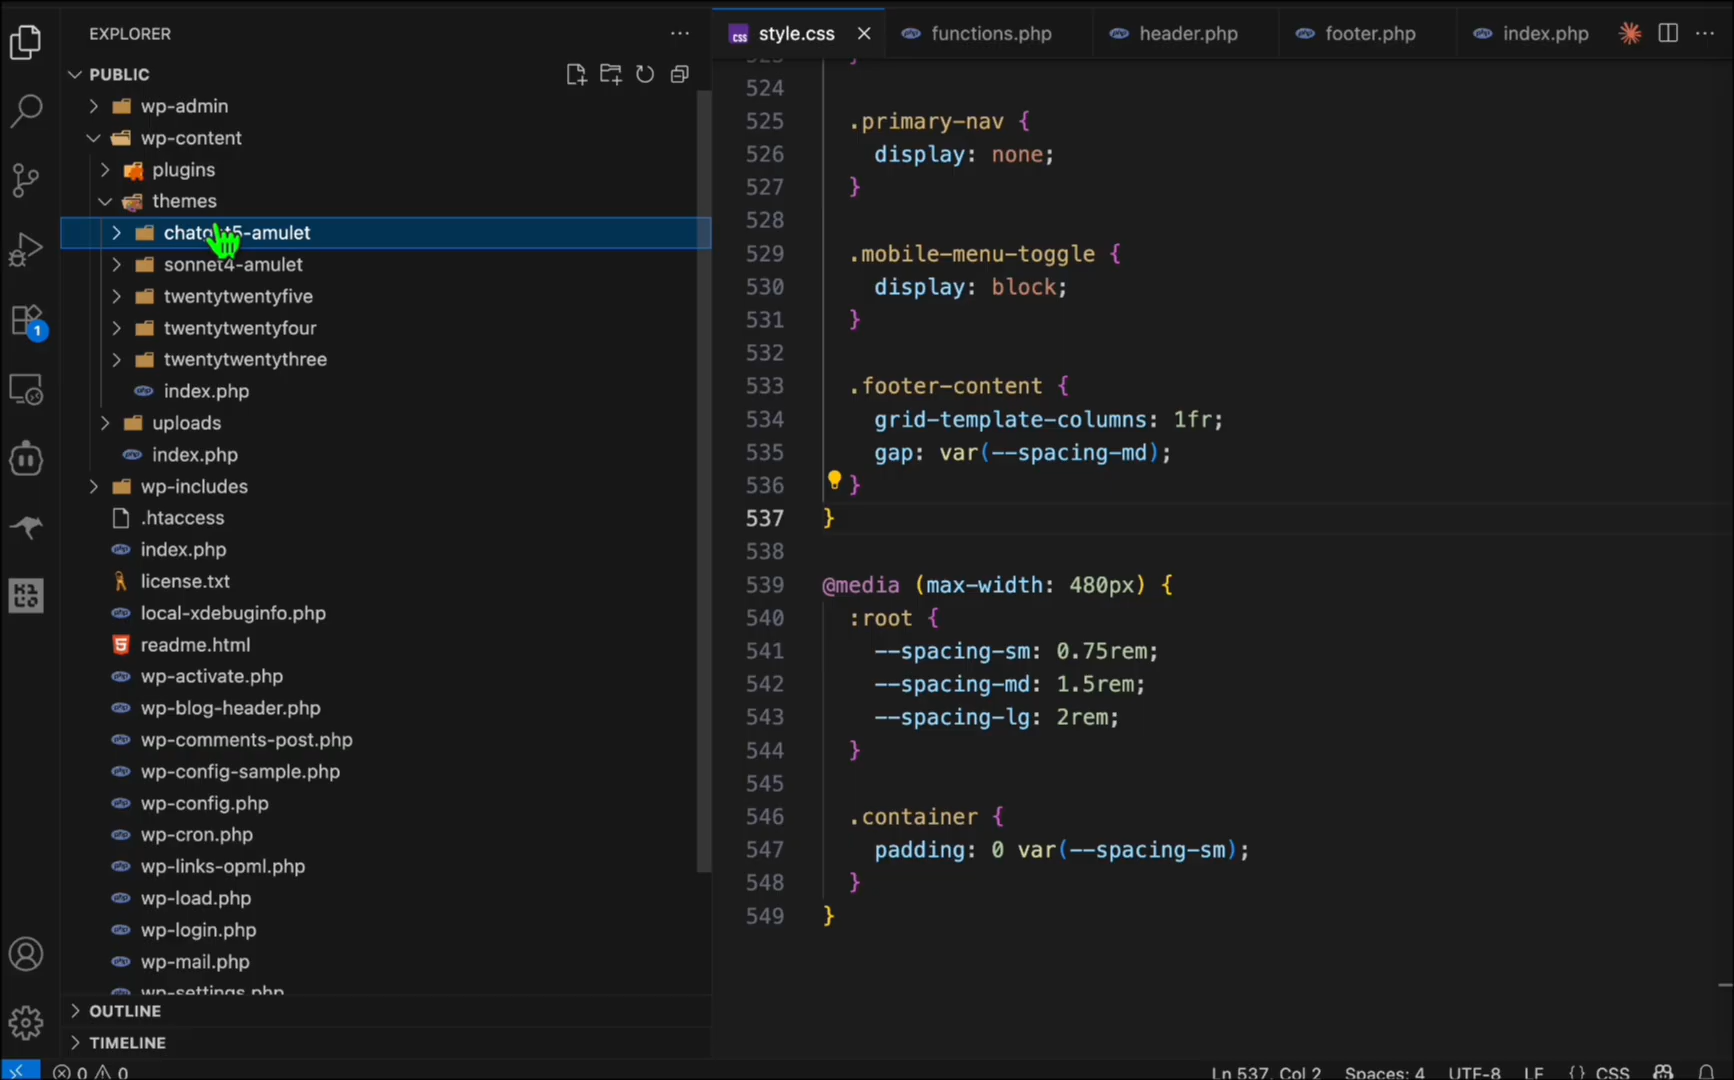 EXPLORER
PUBLIC
wp-admin
wp-content
plugins
themes
chatgpt5-amulet
sonnet4-amulet
twentytwentyfive
twentytwentyfour
twentytwentythree
index.php
uploads
index.php
wp-includes
.htaccess
index.php
license.txt
local-xdebuginfo.php
readme.html
wp-activate.php
wp-blog-header.php
wp-comments-post.php
wp-config-sample.php
wp-config.php
wp-cron.php
wp-links-opml.php
wp-load.php
wp-login.php
wp-mail.php
wp-settings.php
OUTLINE
TIMELINE
1
style.css functions.php header.php footer.php index.php
523 }
524
525 .primary-nav {
526 display: none;
527 }
528
529 .mobile-menu-toggle {
530 display: block;
531 }
532
533 .footer-content {
534 grid-template-columns: 1fr;
535 gap: var(--spacing-md);
536 }
537 }
538
539 @media (max-width: 480px) {
540 :root {
541 --spacing-sm: 0.75rem;
542 --spacing-md: 1.5rem;
543 --spacing-lg: 2rem;
544 }
545
546 .container {
547 padding: 0 var(--spacing-sm);
548 }
549 }
0 0 Ln 537, Col 2 Spaces: 4 UTF-8 LF {} CSS